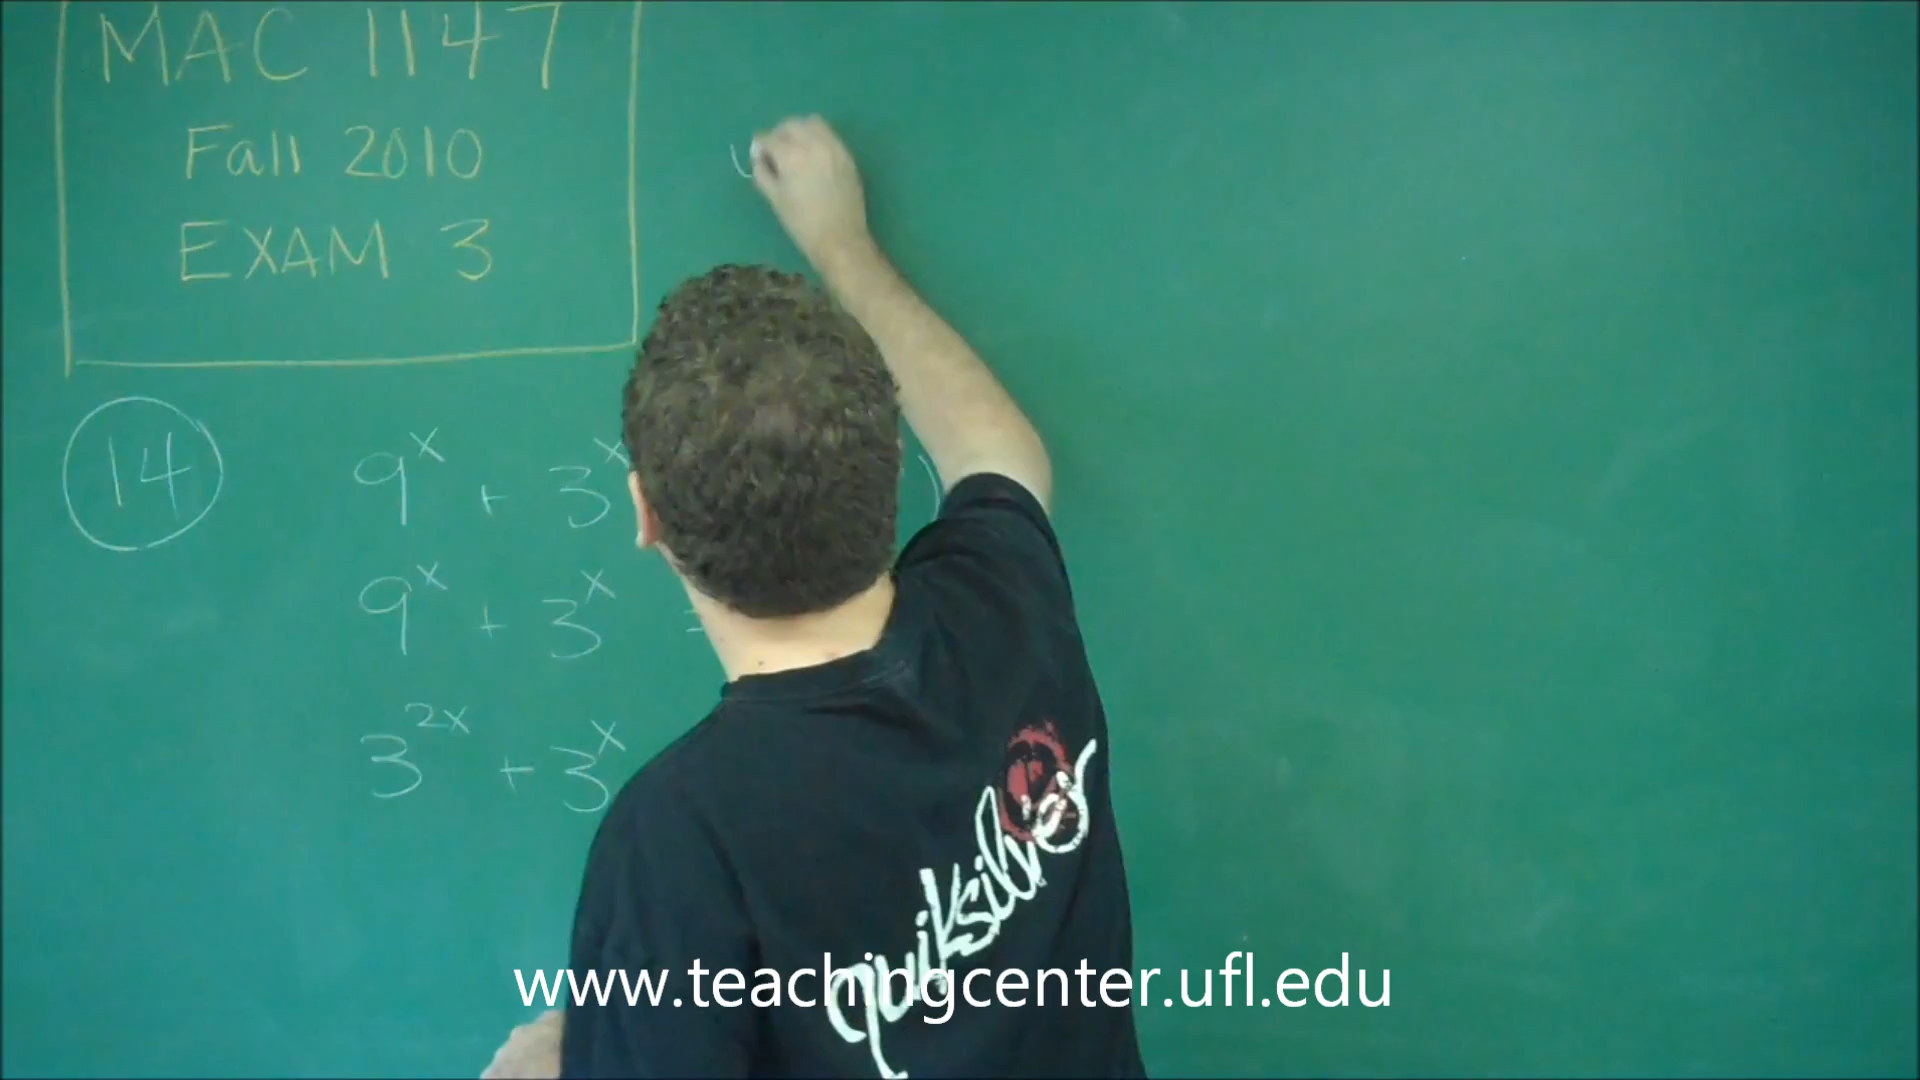 MAC 1147
Fall 2010
EXAM 3
14
9^x + 3^x
9^x + 3^x
3^2x + 3^x
Quiksilver
www.teachingcenter.ufl.edu